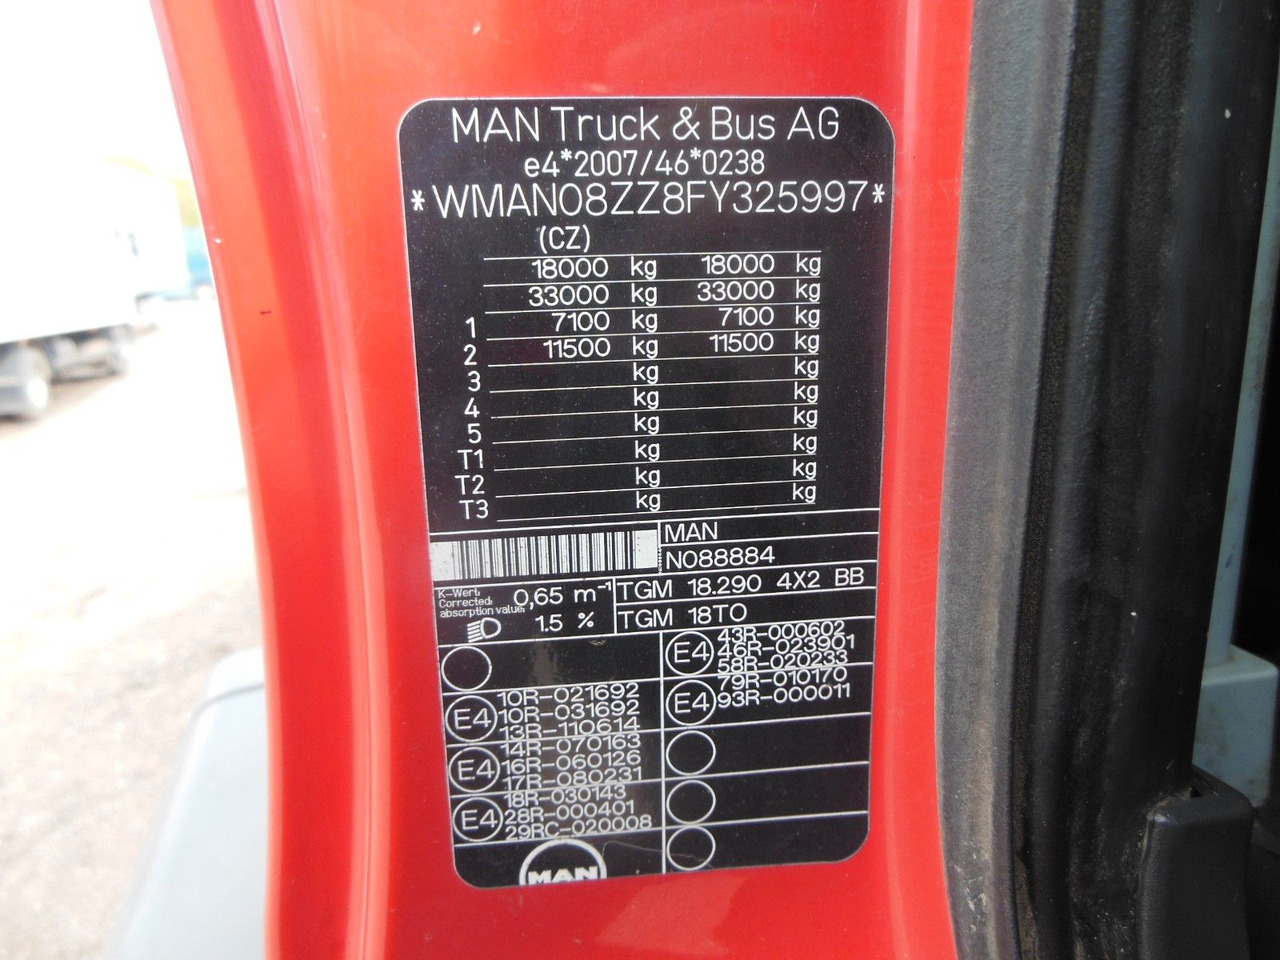 MAN Truck & Bus AG
e4*2007/46*0238
*WMAN08ZZ8FY325997*
(CZ)
18000 kg 18000 kg
33000 kg 33000 kg
1 7100 kg 7100 kg
2 11500 kg 11500 kg
3 kg kg
4 kg kg
5 kg kg
T1 kg kg
T2 kg kg
T3 kg kg
MAN
N088884
K-Wert:
Corrected
absorption value:
0,65 m⁻¹
1.5 %
TGM 18.290 4X2 BB
TGM 18TO
E4
10R-021692
10R-031692
13R-110614
E4
14R-070163
16R-060126
17R-080231
E4
18R-030143
28R-000401
29RC-020008
E4
43R-000602
46R-023901
58R-020233
E4
79R-010170
93R-000011
MAN